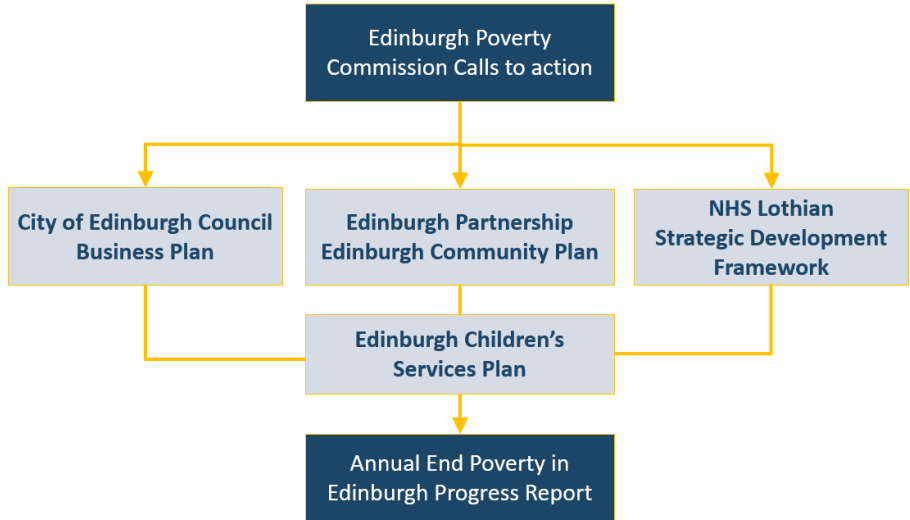 Edinburgh Poverty
Commission Calls to action
City of Edinburgh Council
Business Plan
Edinburgh Partnership
Edinburgh Community Plan
NHS Lothian
Strategic Development
Framework
Edinburgh Children’s
Services Plan
Annual End Poverty in
Edinburgh Progress Report